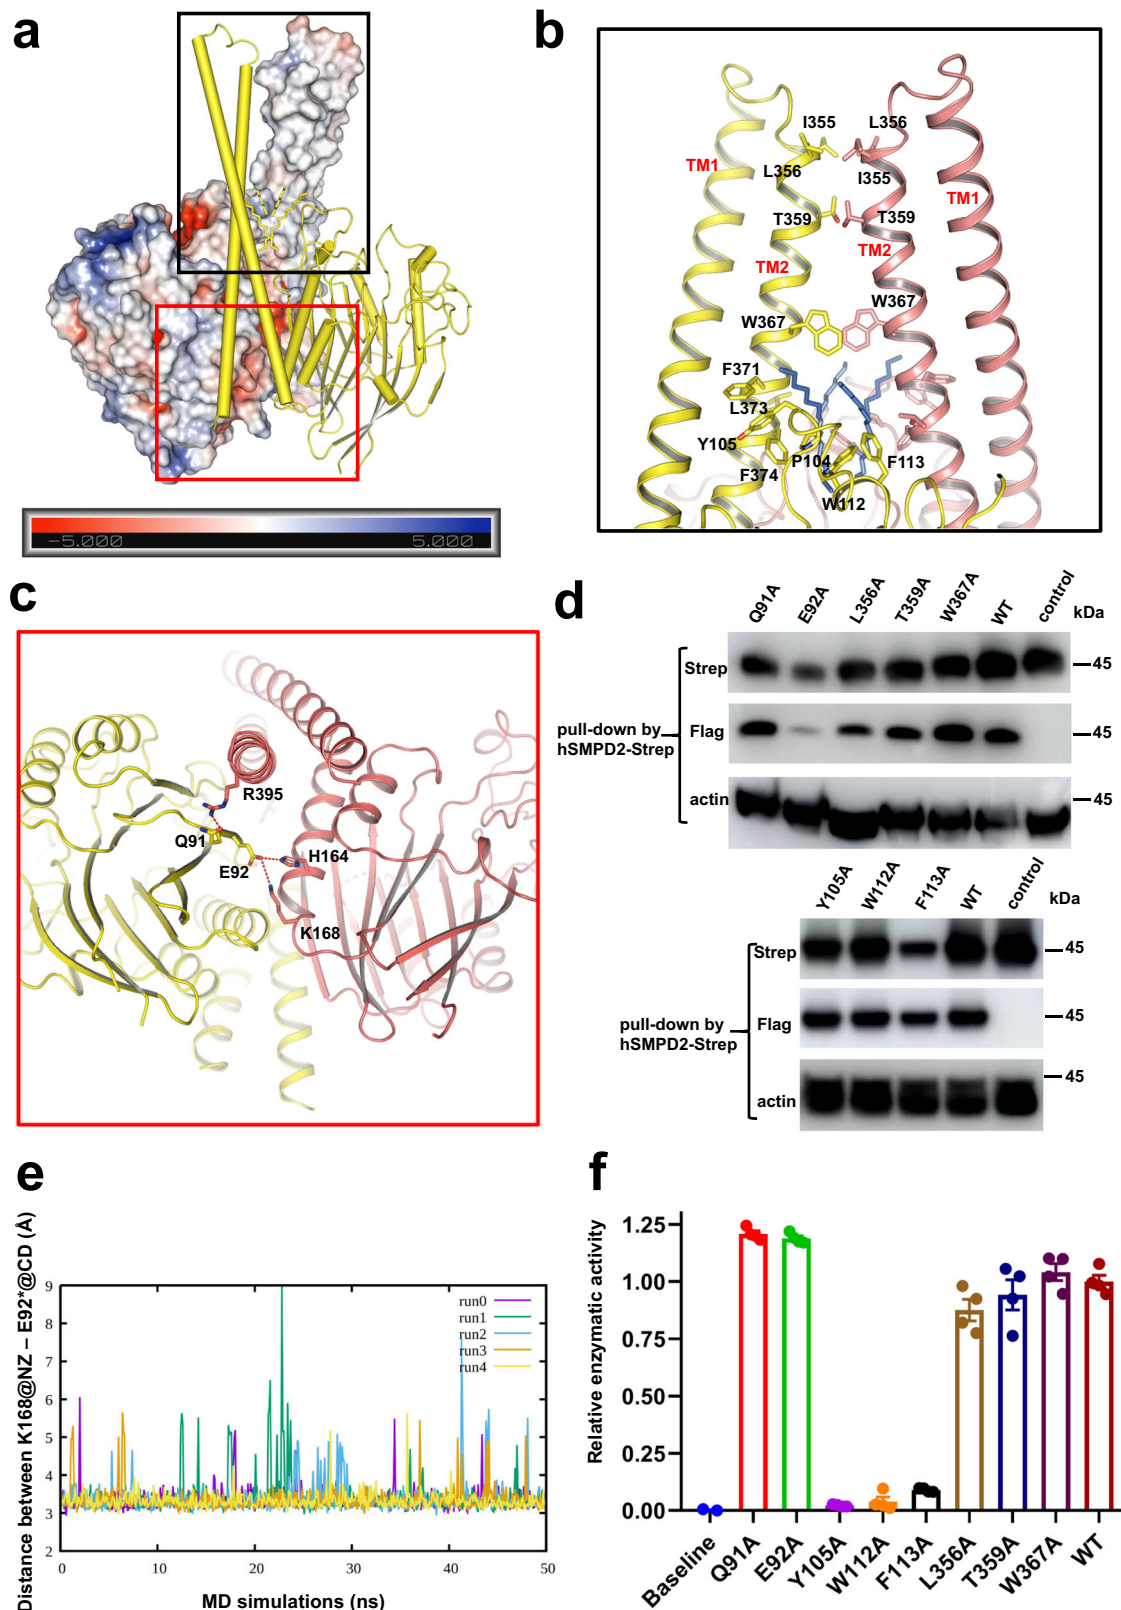 a
-5.000 5.000
b
I355 L356
TM1 L356 I355 TM1
T359 T359
TM2 TM2
W367 W367
F371
L373
Y105 P104 F113
F374
W112
c
R395
Q91
E92 H164
K168
d
Q91A E92A L356A T359A W367A WT control kDa
Strep 45
pull-down by
hSMPD2-Strep
Flag 45
actin 45
Y105A W112A F113A WT control kDa
Strep 45
pull-down by
hSMPD2-Strep
Flag 45
actin 45
e
Distance between K168@NZ – E92*@CD (Å)
9
8
7
6
5
4
3
2
run0
run1
run2
run3
run4
0 10 20 30 40 50
MD simulations (ns)
f
Relative enzymatic activity
1.25
1.00
0.75
0.50
0.25
0.00
Baseline Q91A E92A Y105A W112A F113A L356A T359A W367A WT